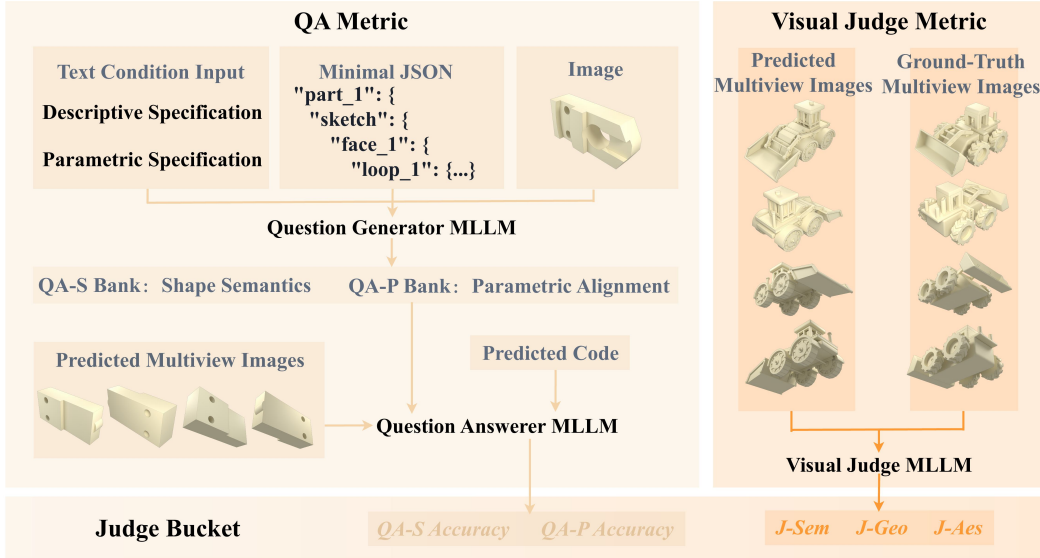 QA Metric
Text Condition Input
Descriptive Specification
Parametric Specification
Minimal JSON
"part_1": {
"sketch": {
"face_1": {
"loop_1": {...}
Image
Question Generator MLLM
QA-S Bank: Shape Semantics
QA-P Bank: Parametric Alignment
Predicted Multiview Images
Predicted Code
Question Answerer MLLM
Visual Judge Metric
Predicted
Multiview Images
Ground-Truth
Multiview Images
Visual Judge MLLM
Judge Bucket
QA-S Accuracy
QA-P Accuracy
J-Sem
J-Geo
J-Aes